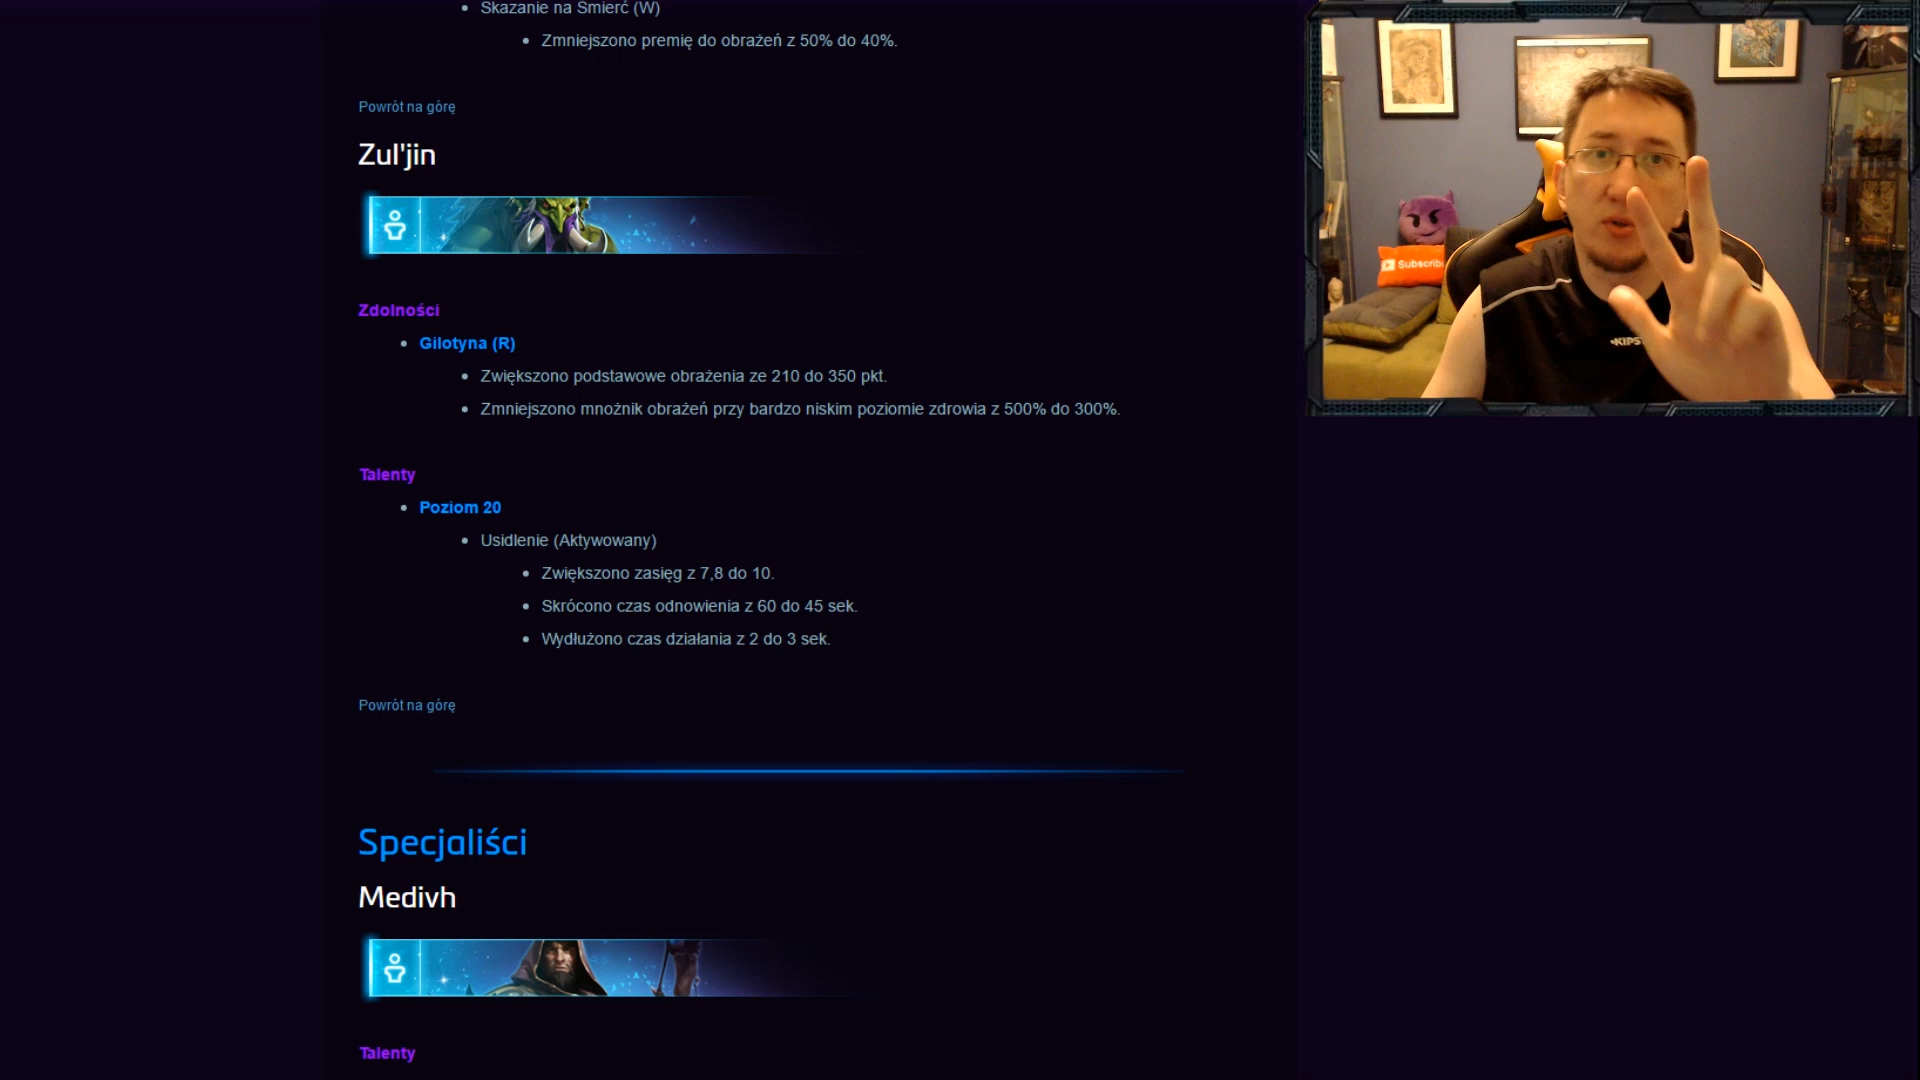 Skazanie na Śmierć (W)
Zmniejszono premię do obrażeń z 50% do 40%.
Powrót na górę
Zul'jin
Zdolności
Gilotyna (R)
Zwiększono podstawowe obrażenia ze 210 do 350 pkt.
Zmniejszono mnożnik obrażeń przy bardzo niskim poziomie zdrowia z 500% do 300%.
Talenty
Poziom 20
Usidlenie (Aktywowany)
Zwiększono zasięg z 7,8 do 10.
Skrócono czas odnowienia z 60 do 45 sek.
Wydłużono czas działania z 2 do 3 sek.
Powrót na górę
Specjaliści
Medivh
Talenty
Subscrib
KIPS